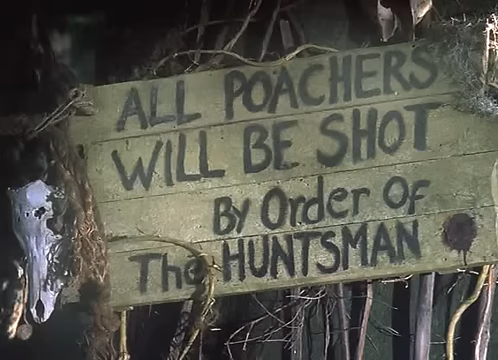 ALL POACHERS
WILL BE SHOT
By Order Of
The HUNTSMAN